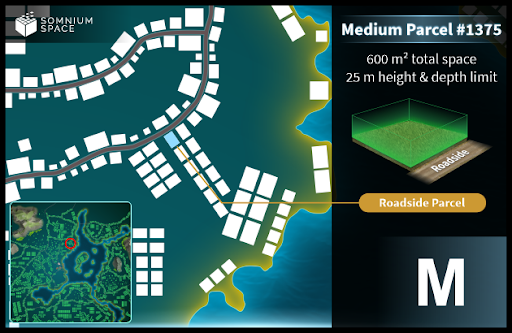 SOMNIUM
SPACE
Medium Parcel #1375
600 m² total space
25 m height & depth limit
Roadside
Roadside Parcel
M